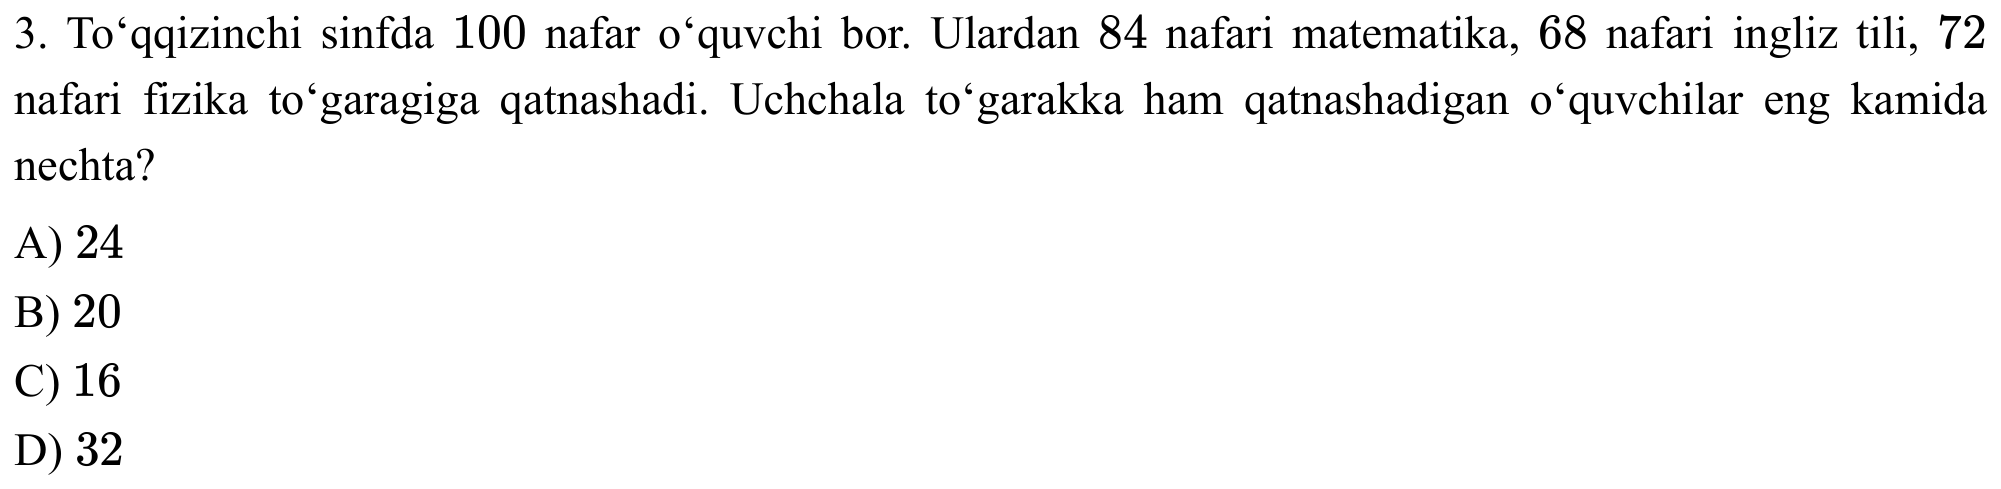 3. To‘qqizinchi sinfda 100 nafar o‘quvchi bor. Ulardan 84 nafari matematika, 68 nafari ingliz tili, 72
nafari fizika to‘garagiga qatnashadi. Uchchala to‘garakka ham qatnashadigan o‘quvchilar eng kamida
nechta?
A) 24
B) 20
C) 16
D) 32